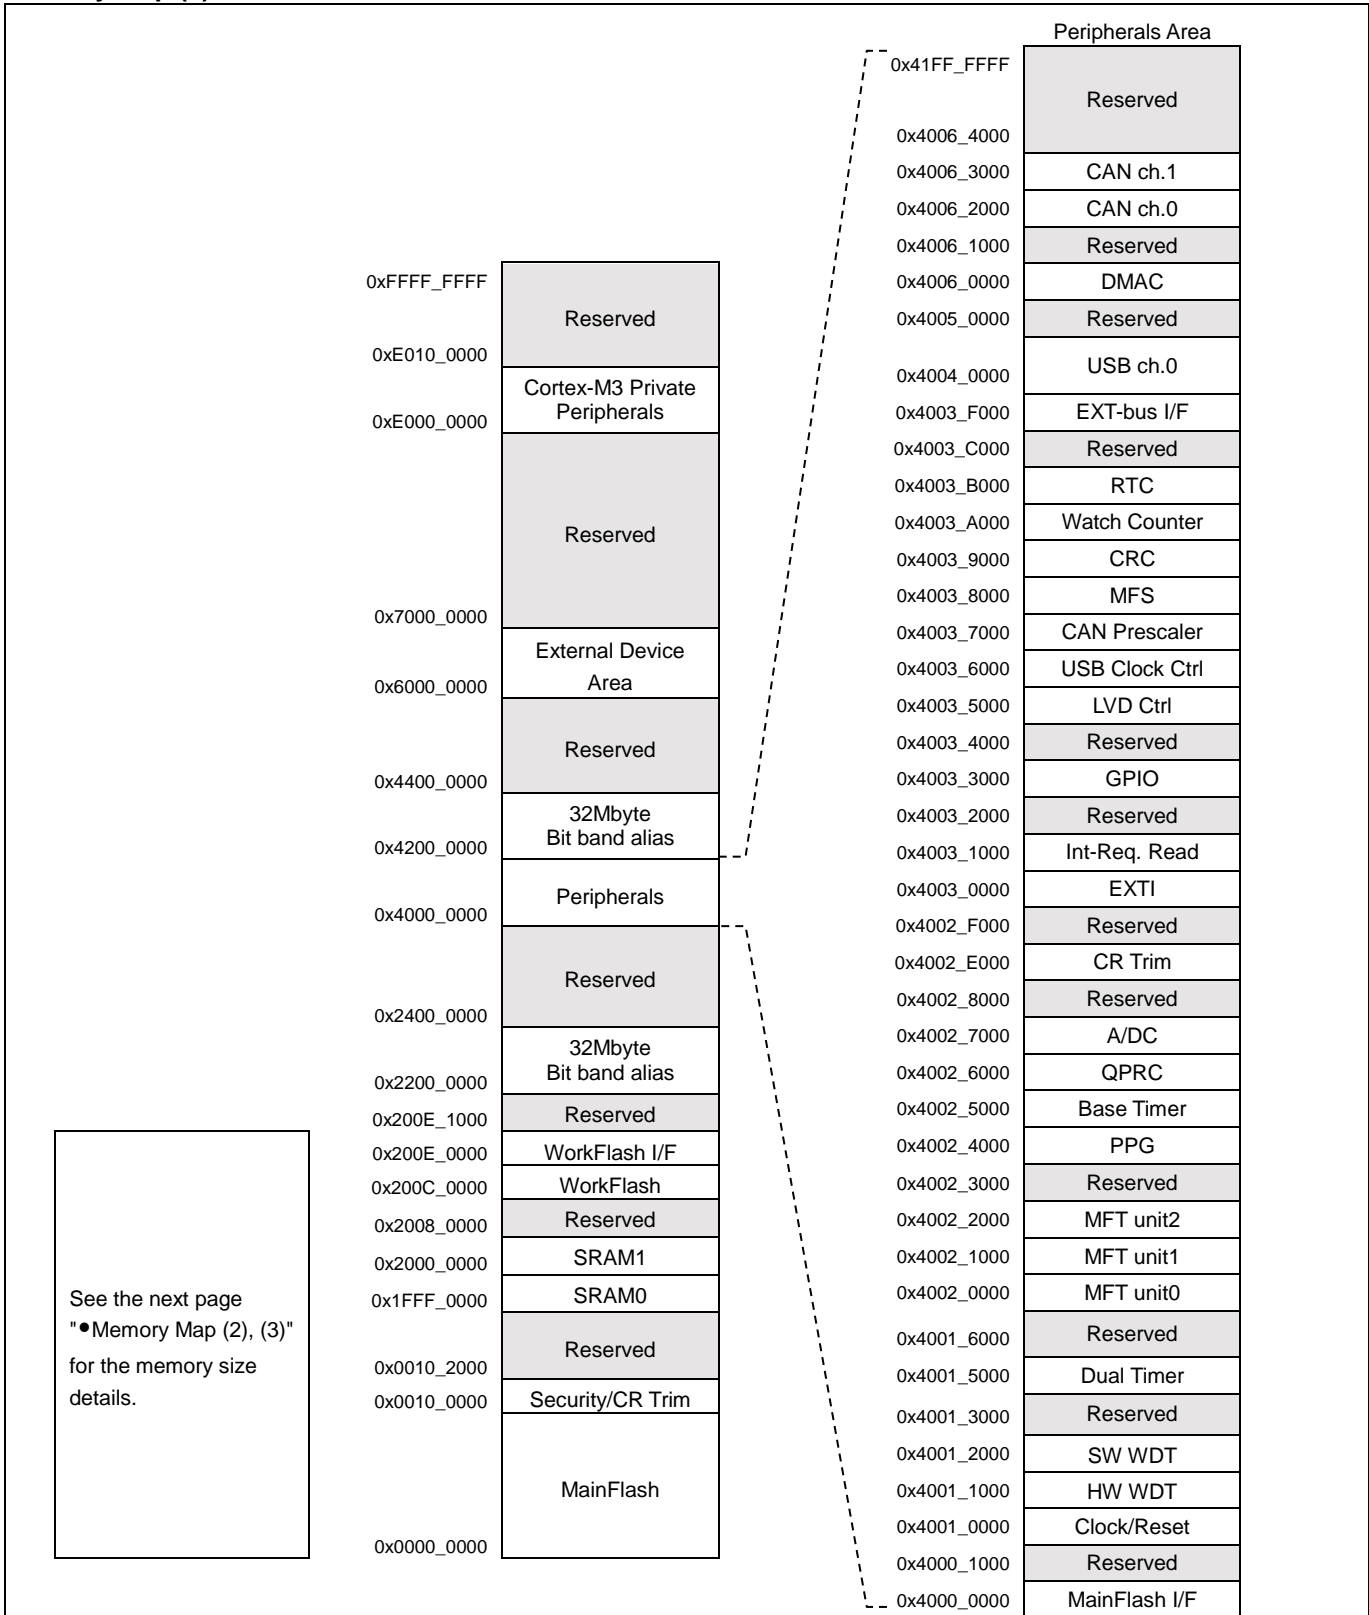 Peripherals Area
0x41FF_FFFF
Reserved
0x4006_4000
0x4006_3000 CAN ch.1
0x4006_2000 CAN ch.0
0x4006_1000 Reserved
0x4006_0000 DMAC
0x4005_0000 Reserved
USB ch.0
0x4004_0000
0x4003_F000 EXT-bus I/F
0x4003_C000 Reserved
0x4003_B000 RTC
0x4003_A000 Watch Counter
0x4003_9000 CRC
0x4003_8000 MFS
0x4003_7000 CAN Prescaler
0x4003_6000 USB Clock Ctrl
0x4003_5000 LVD Ctrl
0x4003_4000 Reserved
0x4003_3000 GPIO
0x4003_2000 Reserved
0x4003_1000 Int-Req. Read
0x4003_0000 EXTI
0x4002_F000 Reserved
0x4002_E000 CR Trim
0x4002_8000 Reserved
0x4002_7000 A/DC
0x4002_6000 QPRC
0x4002_5000 Base Timer
0x4002_4000 PPG
0x4002_3000 Reserved
0x4002_2000 MFT unit2
0x4002_1000 MFT unit1
0x4002_0000 MFT unit0
0x4001_6000 Reserved
0x4001_5000 Dual Timer
0x4001_3000 Reserved
0x4001_2000 SW WDT
0x4001_1000 HW WDT
0x4001_0000 Clock/Reset
0x4000_1000 Reserved
0x4000_0000 MainFlash I/F
0xFFFF_FFFF
Reserved
0xE010_0000
Cortex-M3 Private
Peripherals
0xE000_0000
Reserved
0x7000_0000
External Device
Area
0x6000_0000
Reserved
0x4400_0000
32Mbyte
Bit band alias
0x4200_0000
Peripherals
0x4000_0000
Reserved
0x2400_0000
32Mbyte
Bit band alias
0x2200_0000
Reserved
0x200E_1000
0x200E_0000 WorkFlash I/F
0x200C_0000 WorkFlash
0x2008_0000 Reserved
0x2000_0000 SRAM1
0x1FFF_0000 SRAM0
Reserved
0x0010_2000
0x0010_0000 Security/CR Trim
MainFlash
0x0000_0000
See the next page
"●Memory Map (2), (3)"
for the memory size
details.